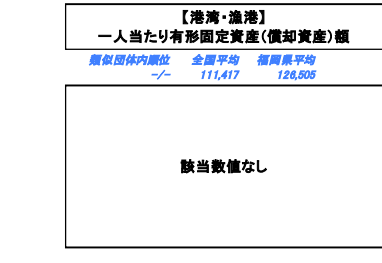 【港湾・漁港】
一人当たり有形固定資産(償却資産)額
類似団体内順位 全国平均 福岡県平均
-/- 111,417 126,505
該当数値なし